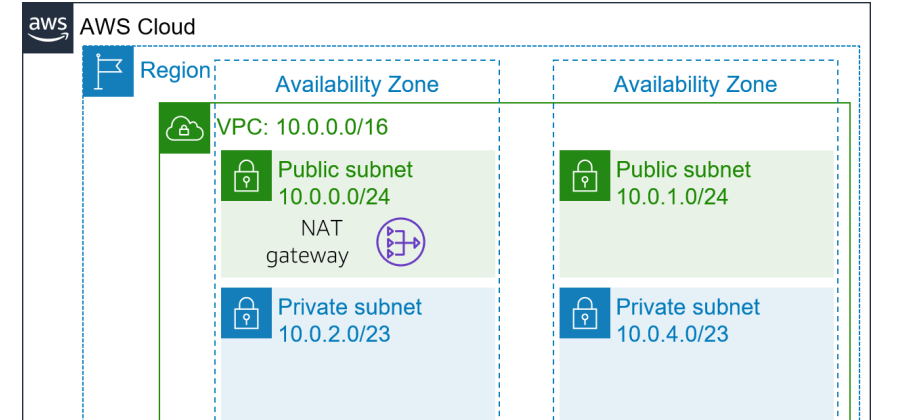 aws
AWS Cloud
Region
Availability Zone
Availability Zone
VPC: 10.0.0.0/16
Public subnet
10.0.0.0/24
NAT
gateway
Public subnet
10.0.1.0/24
Private subnet
10.0.2.0/23
Private subnet
10.0.4.0/23